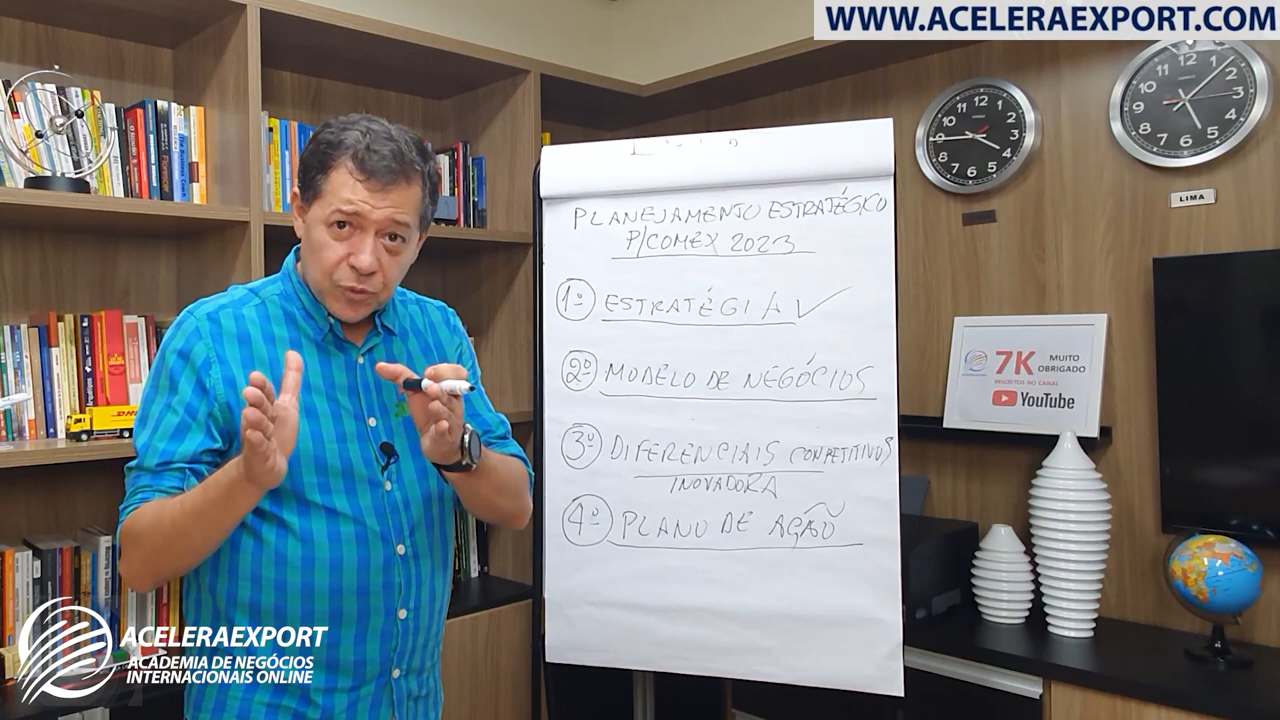 WWW.ACELERAEXPORT.COM
PLANEJAMENTO ESTRATÉGICO
P/COMEX 2023
1º ESTRATÉGIA ✓
2º MODELO DE NEGÓCIOS
3º DIFERENCIAIS COMPETITIVOS
INOVADORA
4º PLANO DE AÇÃO
LIMA
7K MUITO
OBRIGADO
INSCRITOS NO CANAL
YouTube
DHL
ACELERAEXPORT
ACADEMIA DE NEGÓCIOS
INTERNACIONAIS ONLINE